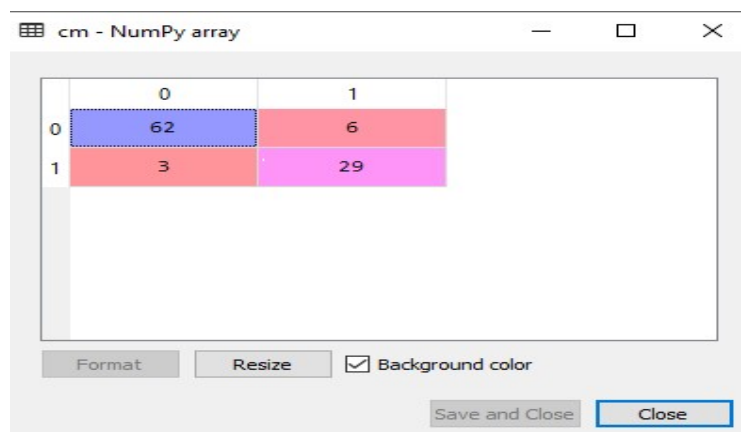 cm - NumPy array
0 1
0 62 6
1 3 29
Format Resize Background color
Save and Close Close